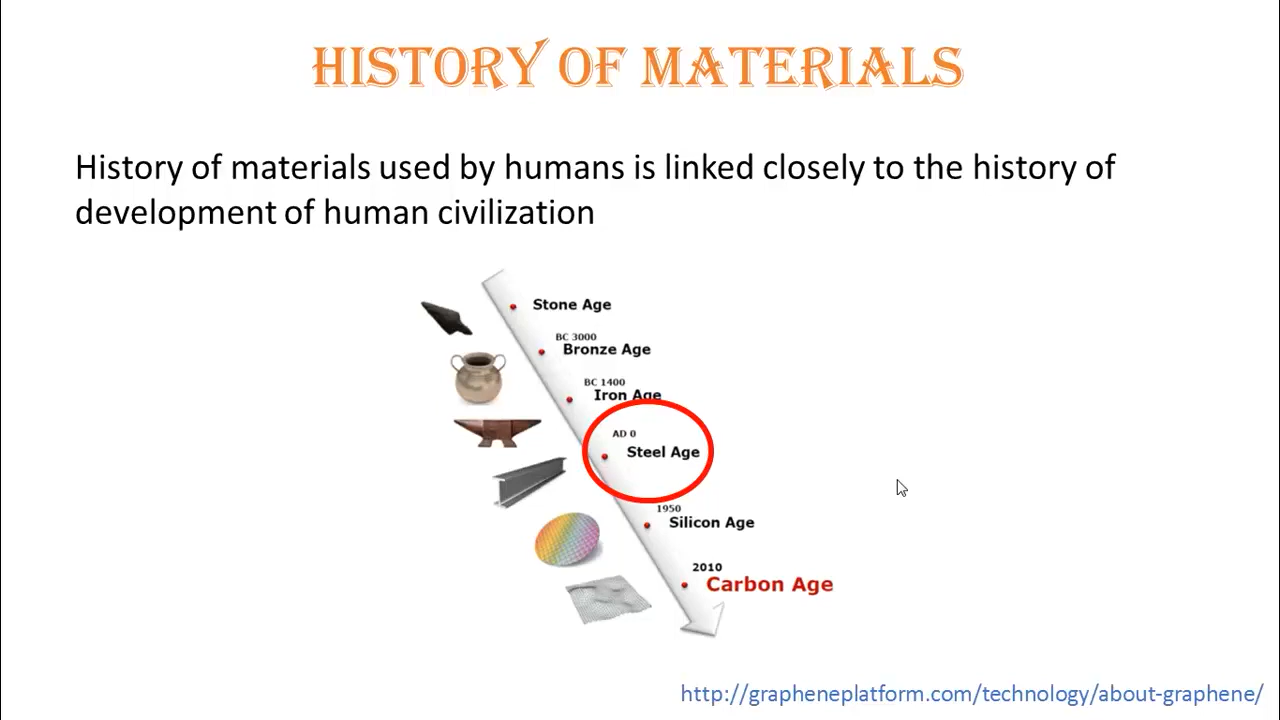 HISTORY OF MATERIALS
History of materials used by humans is linked closely to the history of
development of human civilization
Stone Age
BC 3000
Bronze Age
BC 1400
Iron Age
AD 0
Steel Age
1950
Silicon Age
2010
Carbon Age
http://grapheneplatform.com/technology/about-graphene/